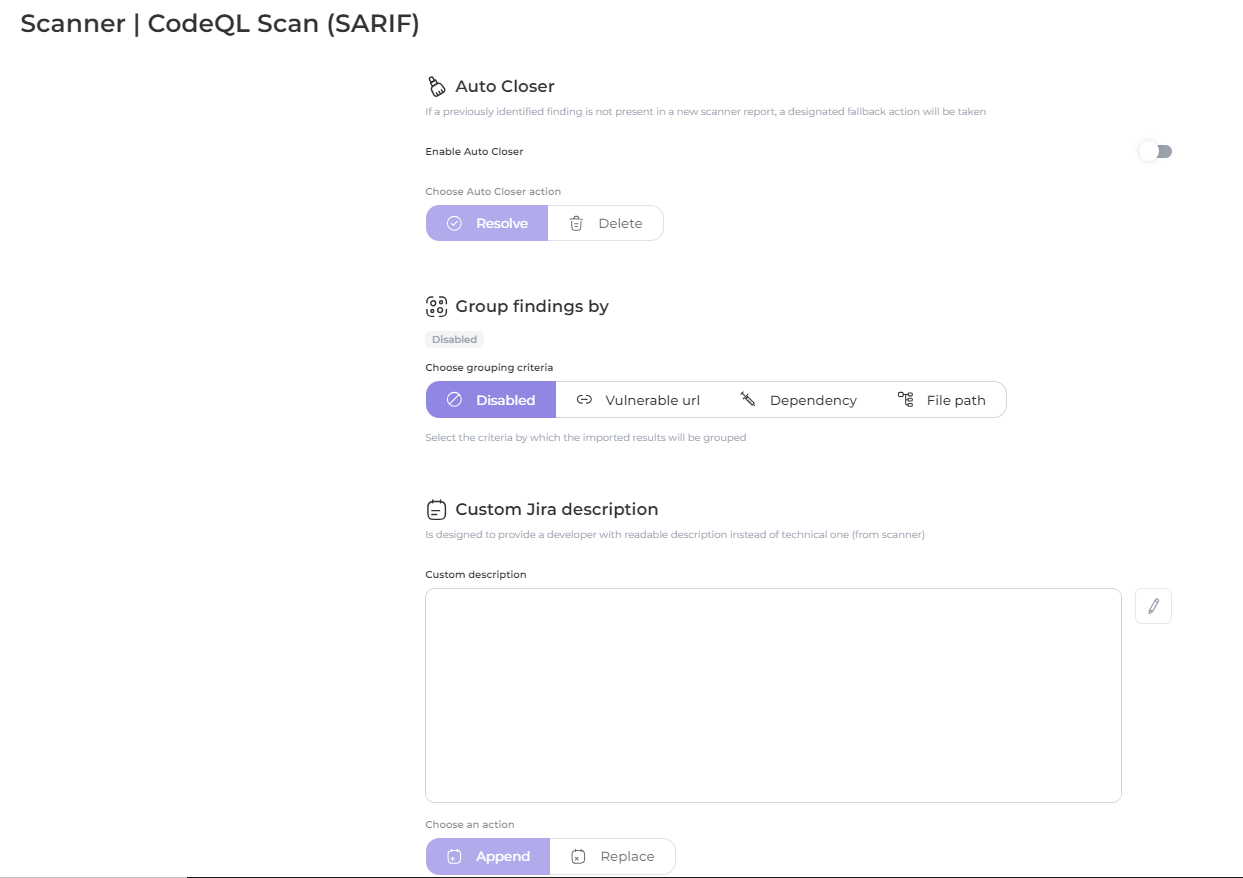 Scanner | CodeQL Scan (SARIF)
Auto Closer
If a previously identified finding is not present in a new scanner report, a designated fallback action will be taken
Enable Auto Closer
Choose Auto Closer action
Resolve Delete
Group findings by
Disabled
Choose grouping criteria
Disabled Vulnerable url Dependency File path
Select the criteria by which the imported results will be grouped
Custom Jira description
Is designed to provide a developer with readable description instead of technical one (from scanner)
Custom description
Choose an action
Append Replace